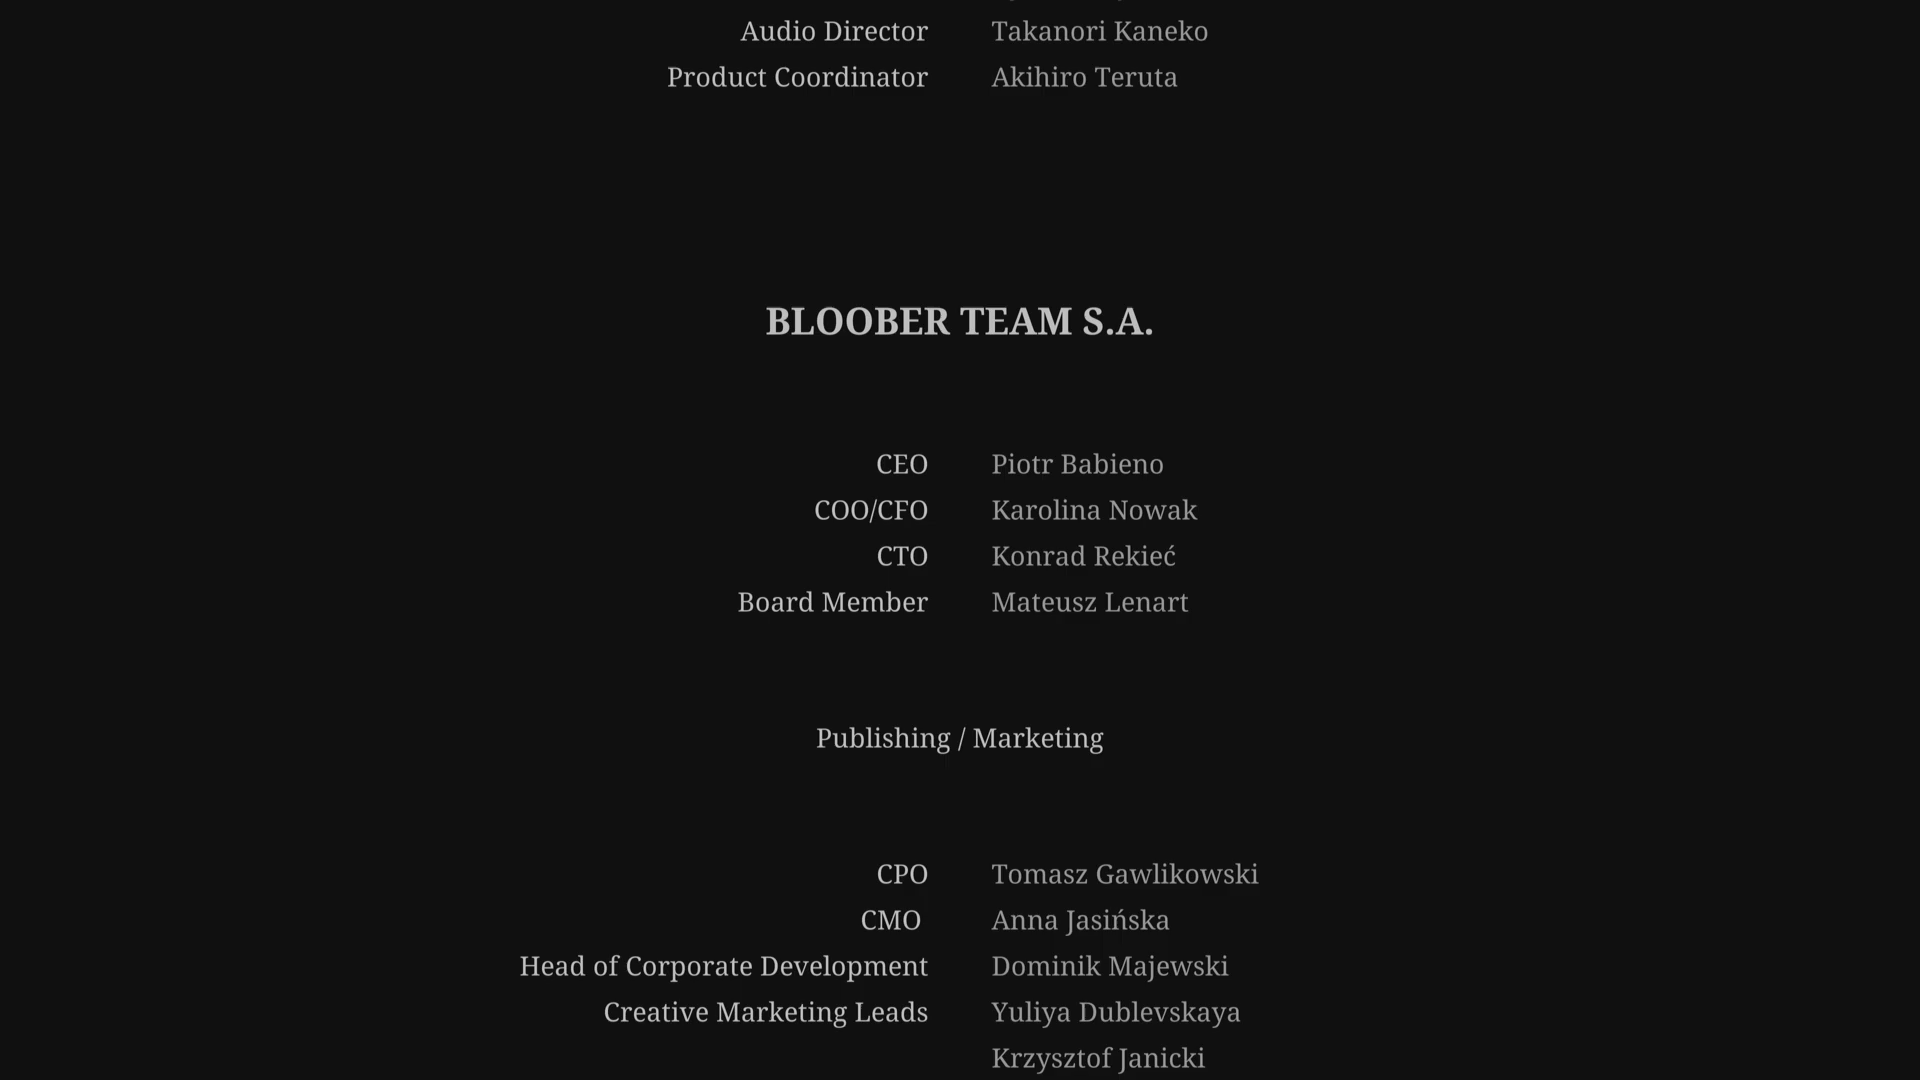 Audio Director Takanori Kaneko
Product Coordinator Akihiro Teruta
BLOOBER TEAM S.A.
CEO Piotr Babieno
COO/CFO Karolina Nowak
CTO Konrad Rekieć
Board Member Mateusz Lenart
Publishing / Marketing
CPO Tomasz Gawlikowski
CMO Anna Jasińska
Head of Corporate Development Dominik Majewski
Creative Marketing Leads Yuliya Dublevskaya
Krzysztof Janicki